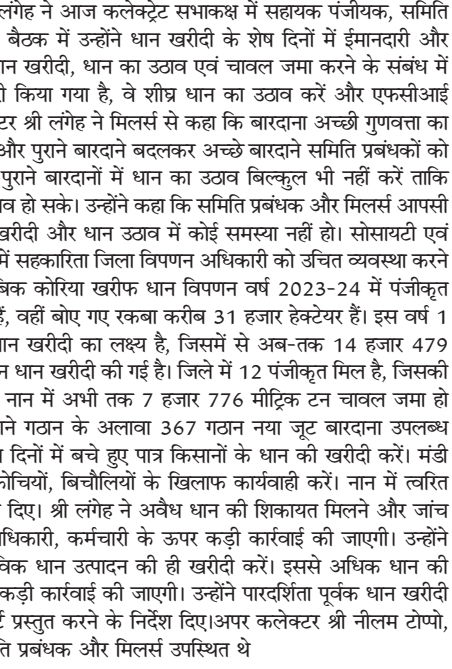 लंगेह ने आज कलेक्ट्रेट सभाकक्ष में सहायक पंजीयक, समिति
बैठक में उन्होंने धान खरीदी के शेष दिनों में ईमानदारी और
ान खरीदी, धान का उठाव एवं चावल जमा करने के संबंध में
ी किया गया है, वे शीघ्र धान का उठाव करें और एफसीआई
टर श्री लंगेह ने मिलर्स से कहा कि बारदाना अच्छी गुणवत्ता का
और पुराने बारदाने बदलकर अच्छे बारदाने समिति प्रबंधकों को
पुराने बारदानों में धान का उठाव बिल्कुल भी नहीं करें ताकि
ाव हो सके। उन्होंने कहा कि समिति प्रबंधक और मिलर्स आपसी
खरीदी और धान उठाव में कोई समस्या नहीं हो। सोसायटी एवं
में सहकारिता जिला विपणन अधिकारी को उचित व्यवस्था करने
बिक कोरिया खरीफ धान विपणन वर्ष 2023-24 में पंजीकृत
हैं, वहीं बोए गए रकबा करीब 31 हजार हेक्टेयर हैं। इस वर्ष 1
ान खरीदी का लक्ष्य है, जिसमें से अब-तक 14 हजार 479
न धान खरीदी की गई है। जिले में 12 पंजीकृत मिल है, जिसकी
नान में अभी तक 7 हजार 776 मीट्रिक टन चावल जमा हो
ाने गठान के अलावा 367 गठान नया जूट बारदाना उपलब्ध
दिनों में बचे हुए पात्र किसानों के धान की खरीदी करें। मंडी
कोचियों, बिचौलियों के खिलाफ कार्यवाही करें। नान में त्वरित
दिए। श्री लंगेह ने अवैध धान की शिकायत मिलने और जांच
धिकारी, कर्मचारी के ऊपर कड़ी कार्रवाई की जाएगी। उन्होंने
विक धान उत्पादन की ही खरीदी करें। इससे अधिक धान की
कड़ी कार्रवाई की जाएगी। उन्होंने पारदर्शिता पूर्वक धान खरीदी
र्ट प्रस्तुत करने के निर्देश दिए।अपर कलेक्टर श्री नीलम टोप्पो,
ति प्रबंधक और मिलर्स उपस्थित थे